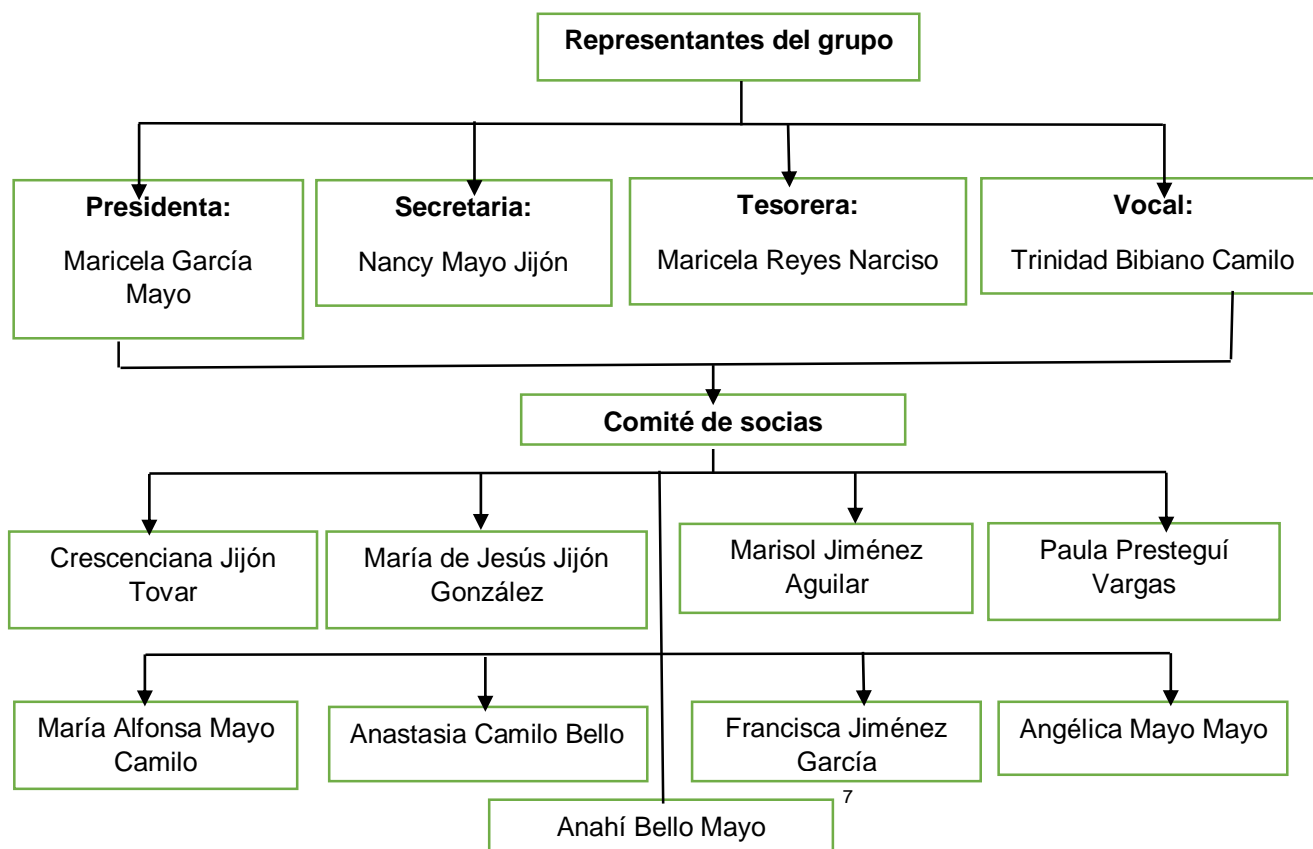 Representantes del grupo
Presidenta:
Maricela García
Mayo
Secretaria:
Nancy Mayo Jijón
Tesorera:
Maricela Reyes Narciso
Vocal:
Trinidad Bibiano Camilo
Comité de socias
Crescenciana Jijón
Tovar
María de Jesús Jijón
González
Marisol Jiménez
Aguilar
Paula Presteguí
Vargas
María Alfonsa Mayo
Camilo
Anastasia Camilo Bello
Francisca Jiménez
García
Angélica Mayo Mayo
7
Anahí Bello Mayo